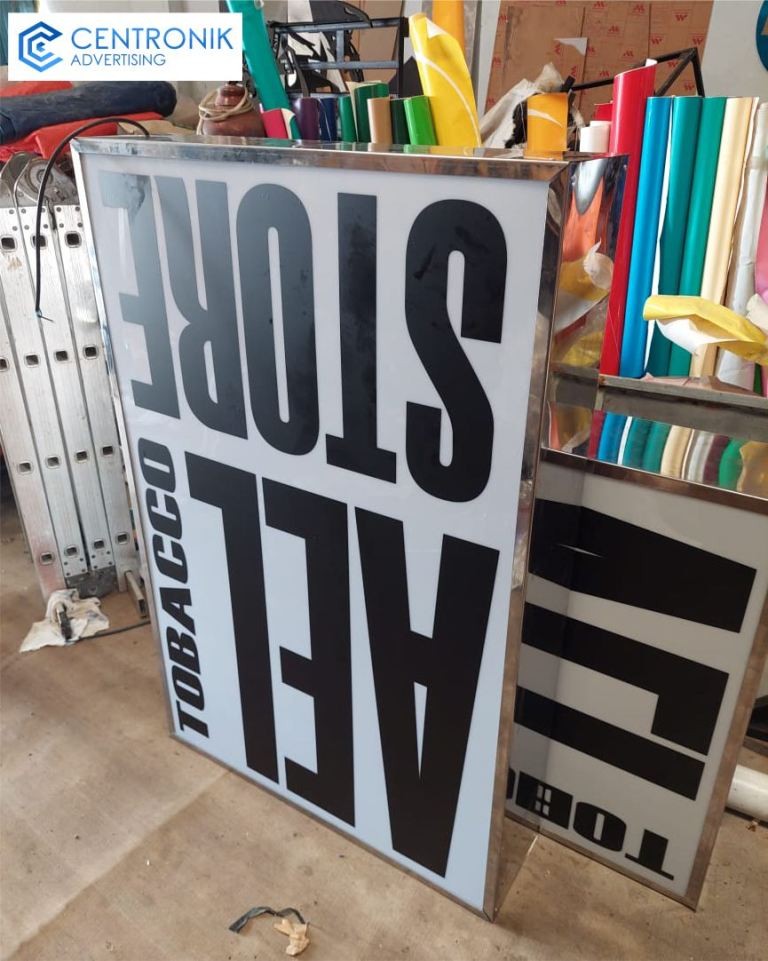 CENTRONIK
ADVERTISING
AEL
STORE
TOBACCO